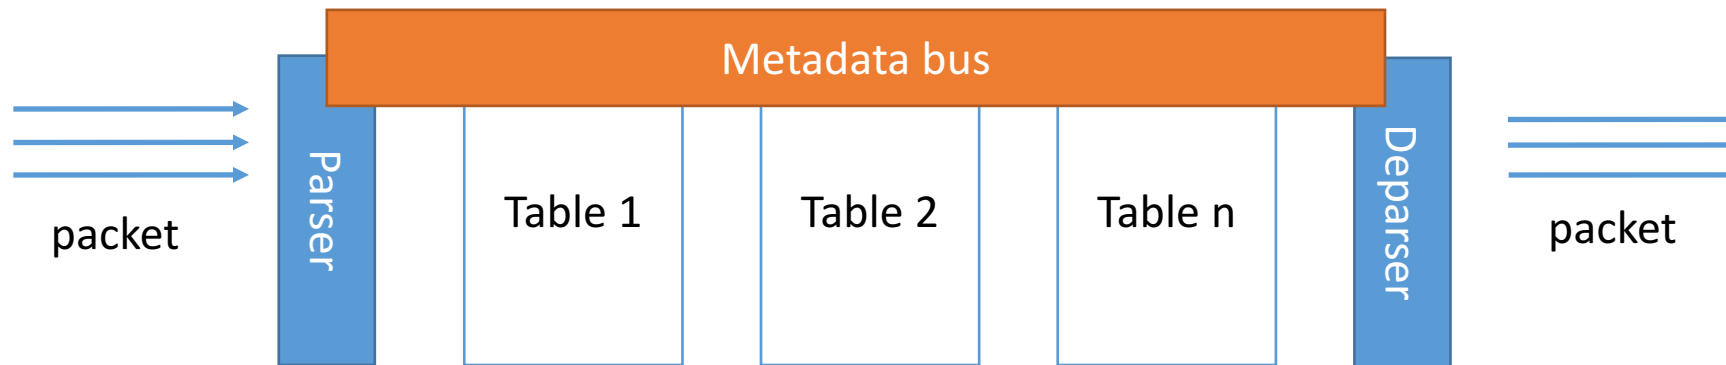 Metadata bus
packet
Parser
Table 1
Table 2
Table n
Deparser
packet